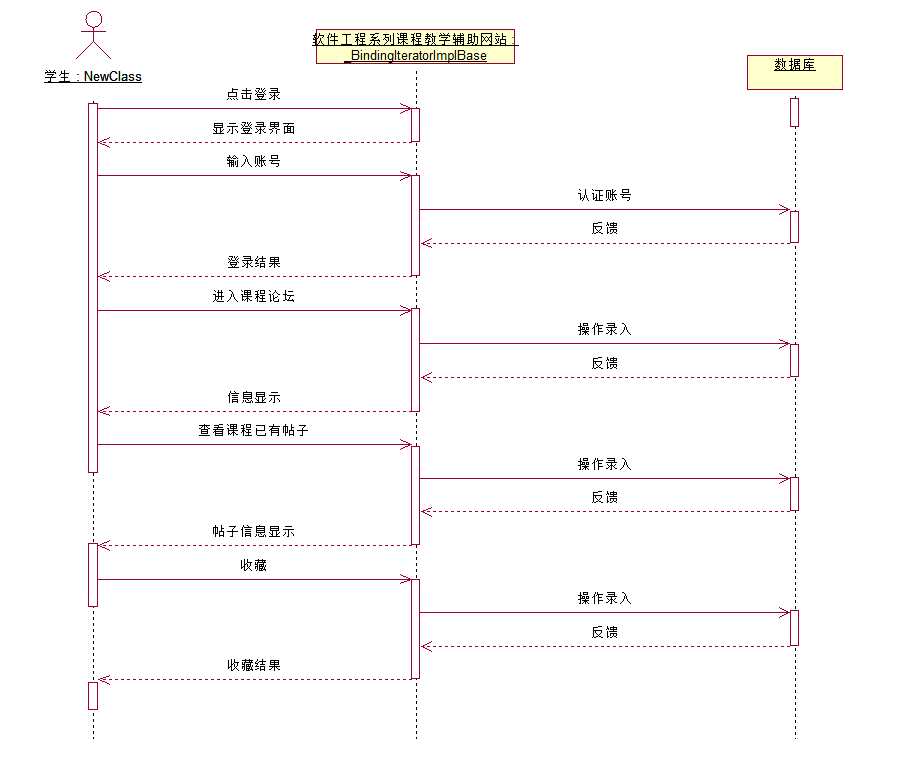 软件工程系列课程教学辅助网站：
_BindingIteratorImplBase
数据库
学生：NewClass
点击登录
显示登录界面
输入账号
认证账号
反馈
登录结果
进入课程论坛
操作录入
反馈
信息显示
查看课程已有帖子
操作录入
反馈
帖子信息显示
收藏
操作录入
反馈
收藏结果